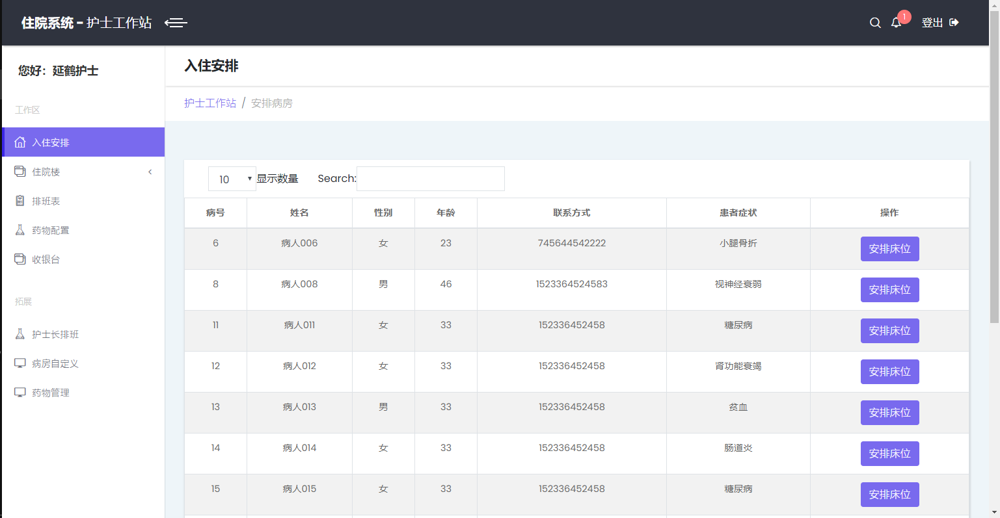 住院系统 - 护士工作站
1
登出
您好：延鹤护士
工作区
入住安排
住院楼
排班表
药物配置
收银台
拓展
护士长排班
病房自定义
药物管理
入住安排
护士工作站 / 安排病房
10 显示数量 Search:
病号 姓名 性别 年龄 联系方式 患者症状 操作
6 病人006 女 23 745644542222 小腿骨折 安排床位
8 病人008 男 46 1523364524583 视神经衰弱 安排床位
11 病人011 女 33 152336452458 糖尿病 安排床位
12 病人012 女 33 152336452458 肾功能衰竭 安排床位
13 病人013 男 33 152336452458 贫血 安排床位
14 病人014 女 33 152336452458 肠道炎 安排床位
15 病人015 女 33 152336452458 糖尿病 安排床位